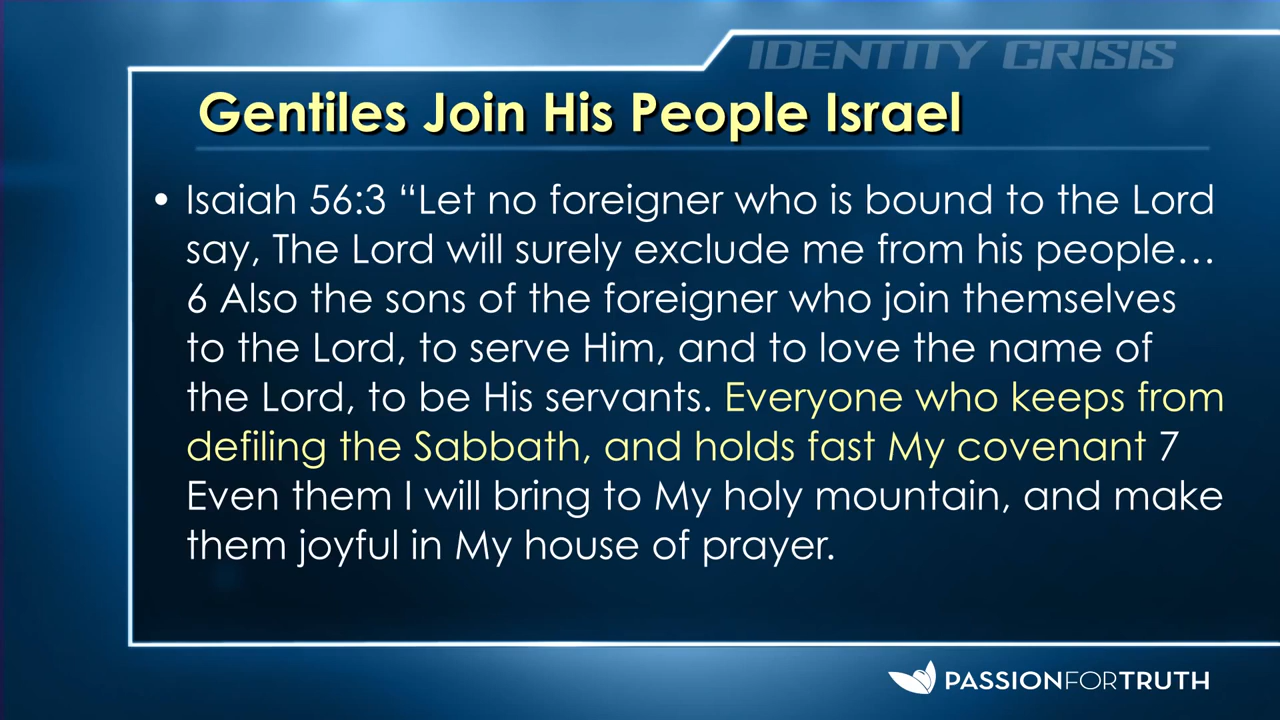 IDENTITY CRISIS
Gentiles Join His People Israel
• Isaiah 56:3 “Let no foreigner who is bound to the Lord
say, The Lord will surely exclude me from his people…
6 Also the sons of the foreigner who join themselves
to the Lord, to serve Him, and to love the name of
the Lord, to be His servants. Everyone who keeps from
defiling the Sabbath, and holds fast My covenant 7
Even them I will bring to My holy mountain, and make
them joyful in My house of prayer.
PASSIONFORTRUTH